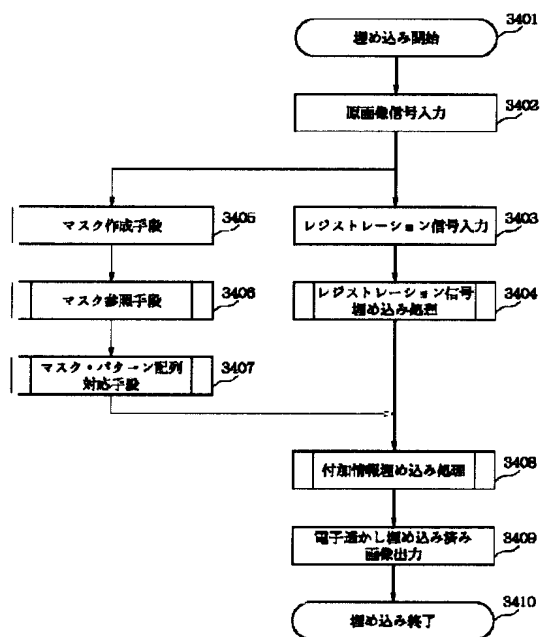 埋め込み開始
3401
原画像信号入力
3402
マスク作成手段
3405
レジストレーション信号入力
3403
マスク参照手段
3406
レジストレーション信号
埋め込み処理
3404
マスク・パターン配列
対応手段
3407
付加情報埋め込み処理
3408
電子透かし埋め込み済み
画像出力
3409
埋め込み終了
3410